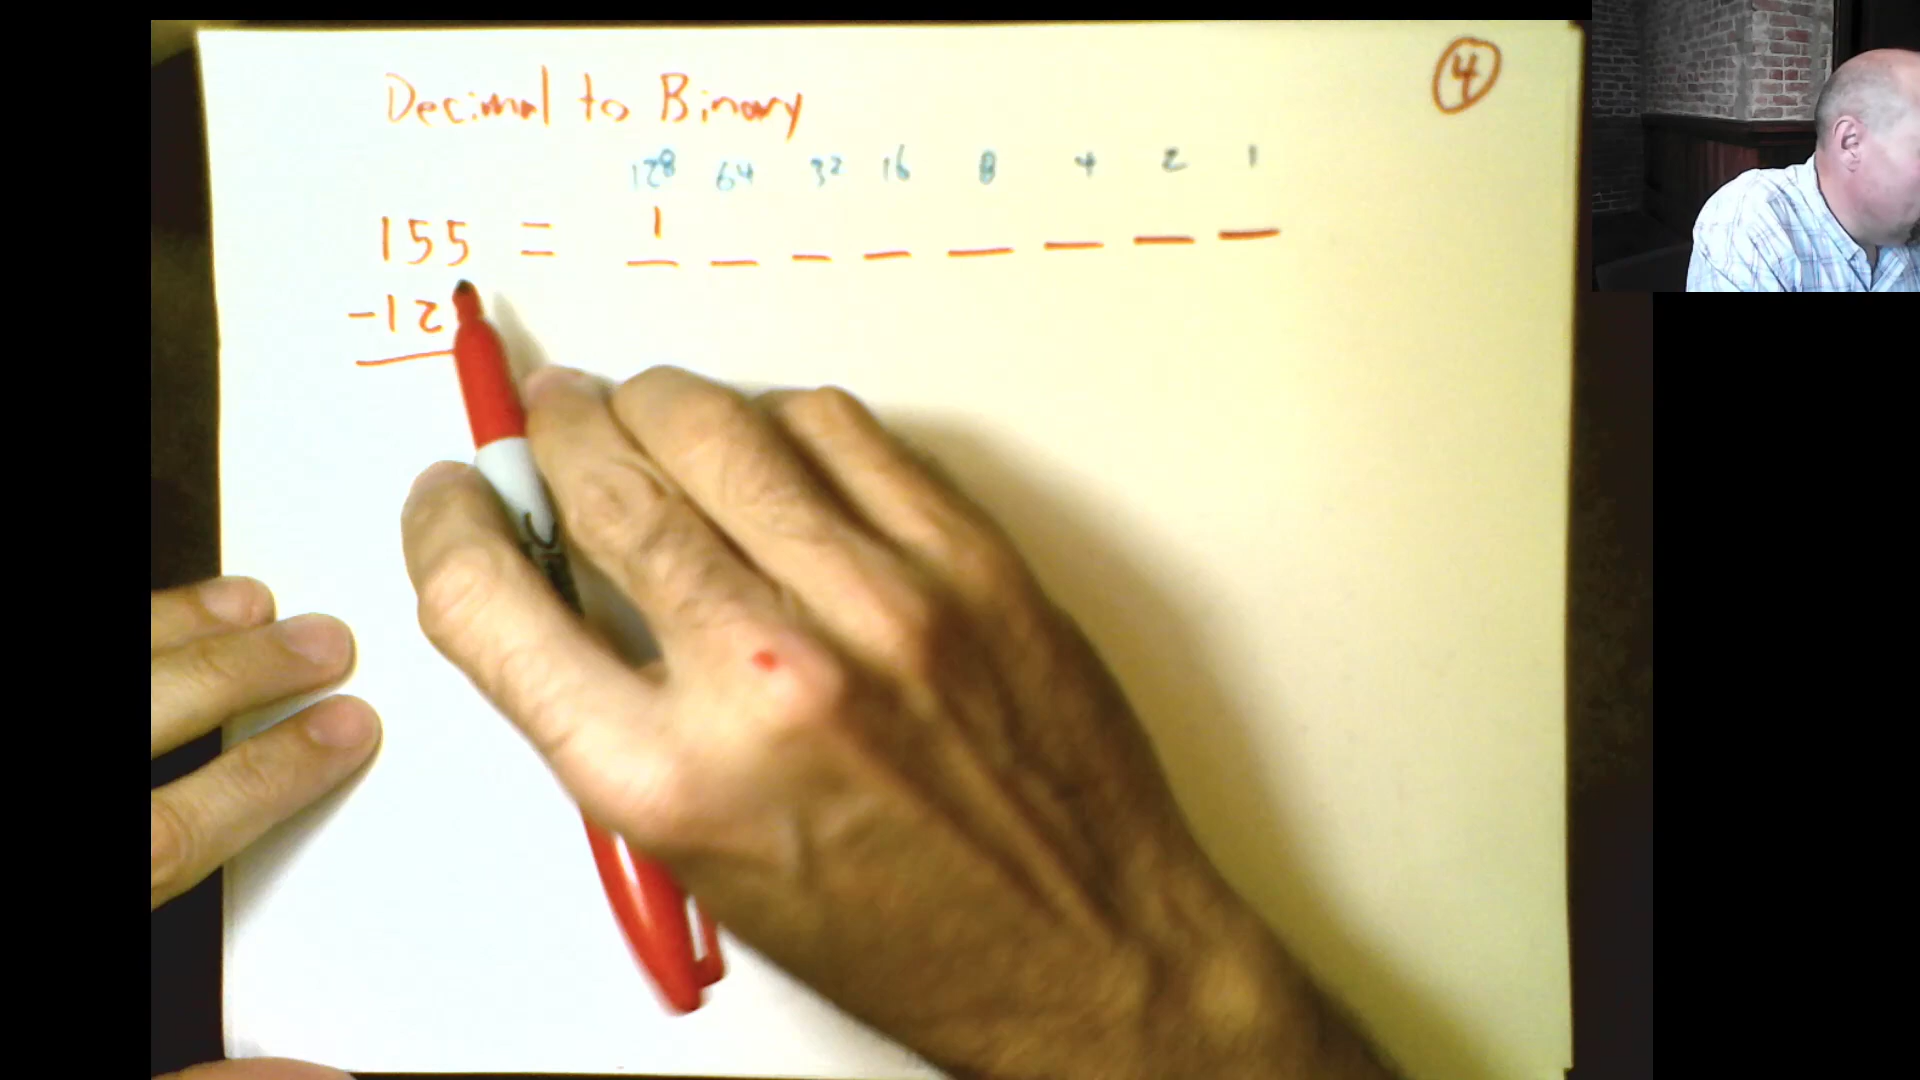 Decimal to Binary
4
128 64 32 16 8 4 2 1
155 = 1 _ _ _ _ _ _ _
-12